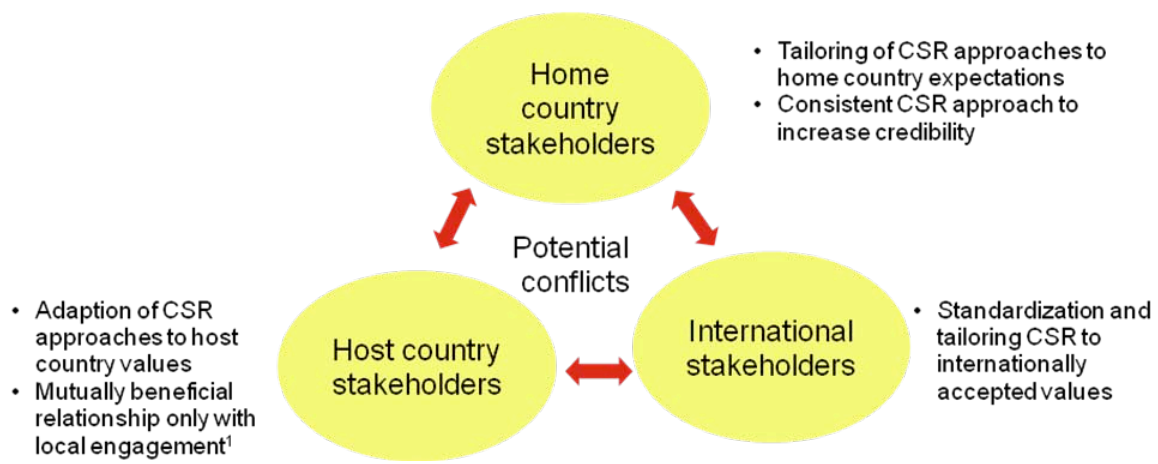 Home
country
stakeholders
• Tailoring of CSR approaches to
home country expectations
• Consistent CSR approach to
increase credibility
Potential
conflicts
• Adaption of CSR
approaches to host
country values
• Mutually beneficial
relationship only with
local engagement¹
Host country
stakeholders
International
stakeholders
• Standardization and
tailoring CSR to
internationally
accepted values